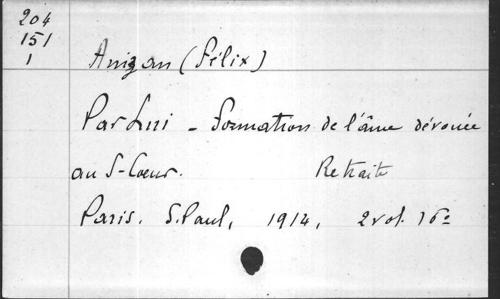 204
151
1
Anizan (Félix)
Par Lui - Formation de l'âme dévouée
au S-Coeur. Retraite
Paris. S.Paul, 1914, 2 vol. 16°